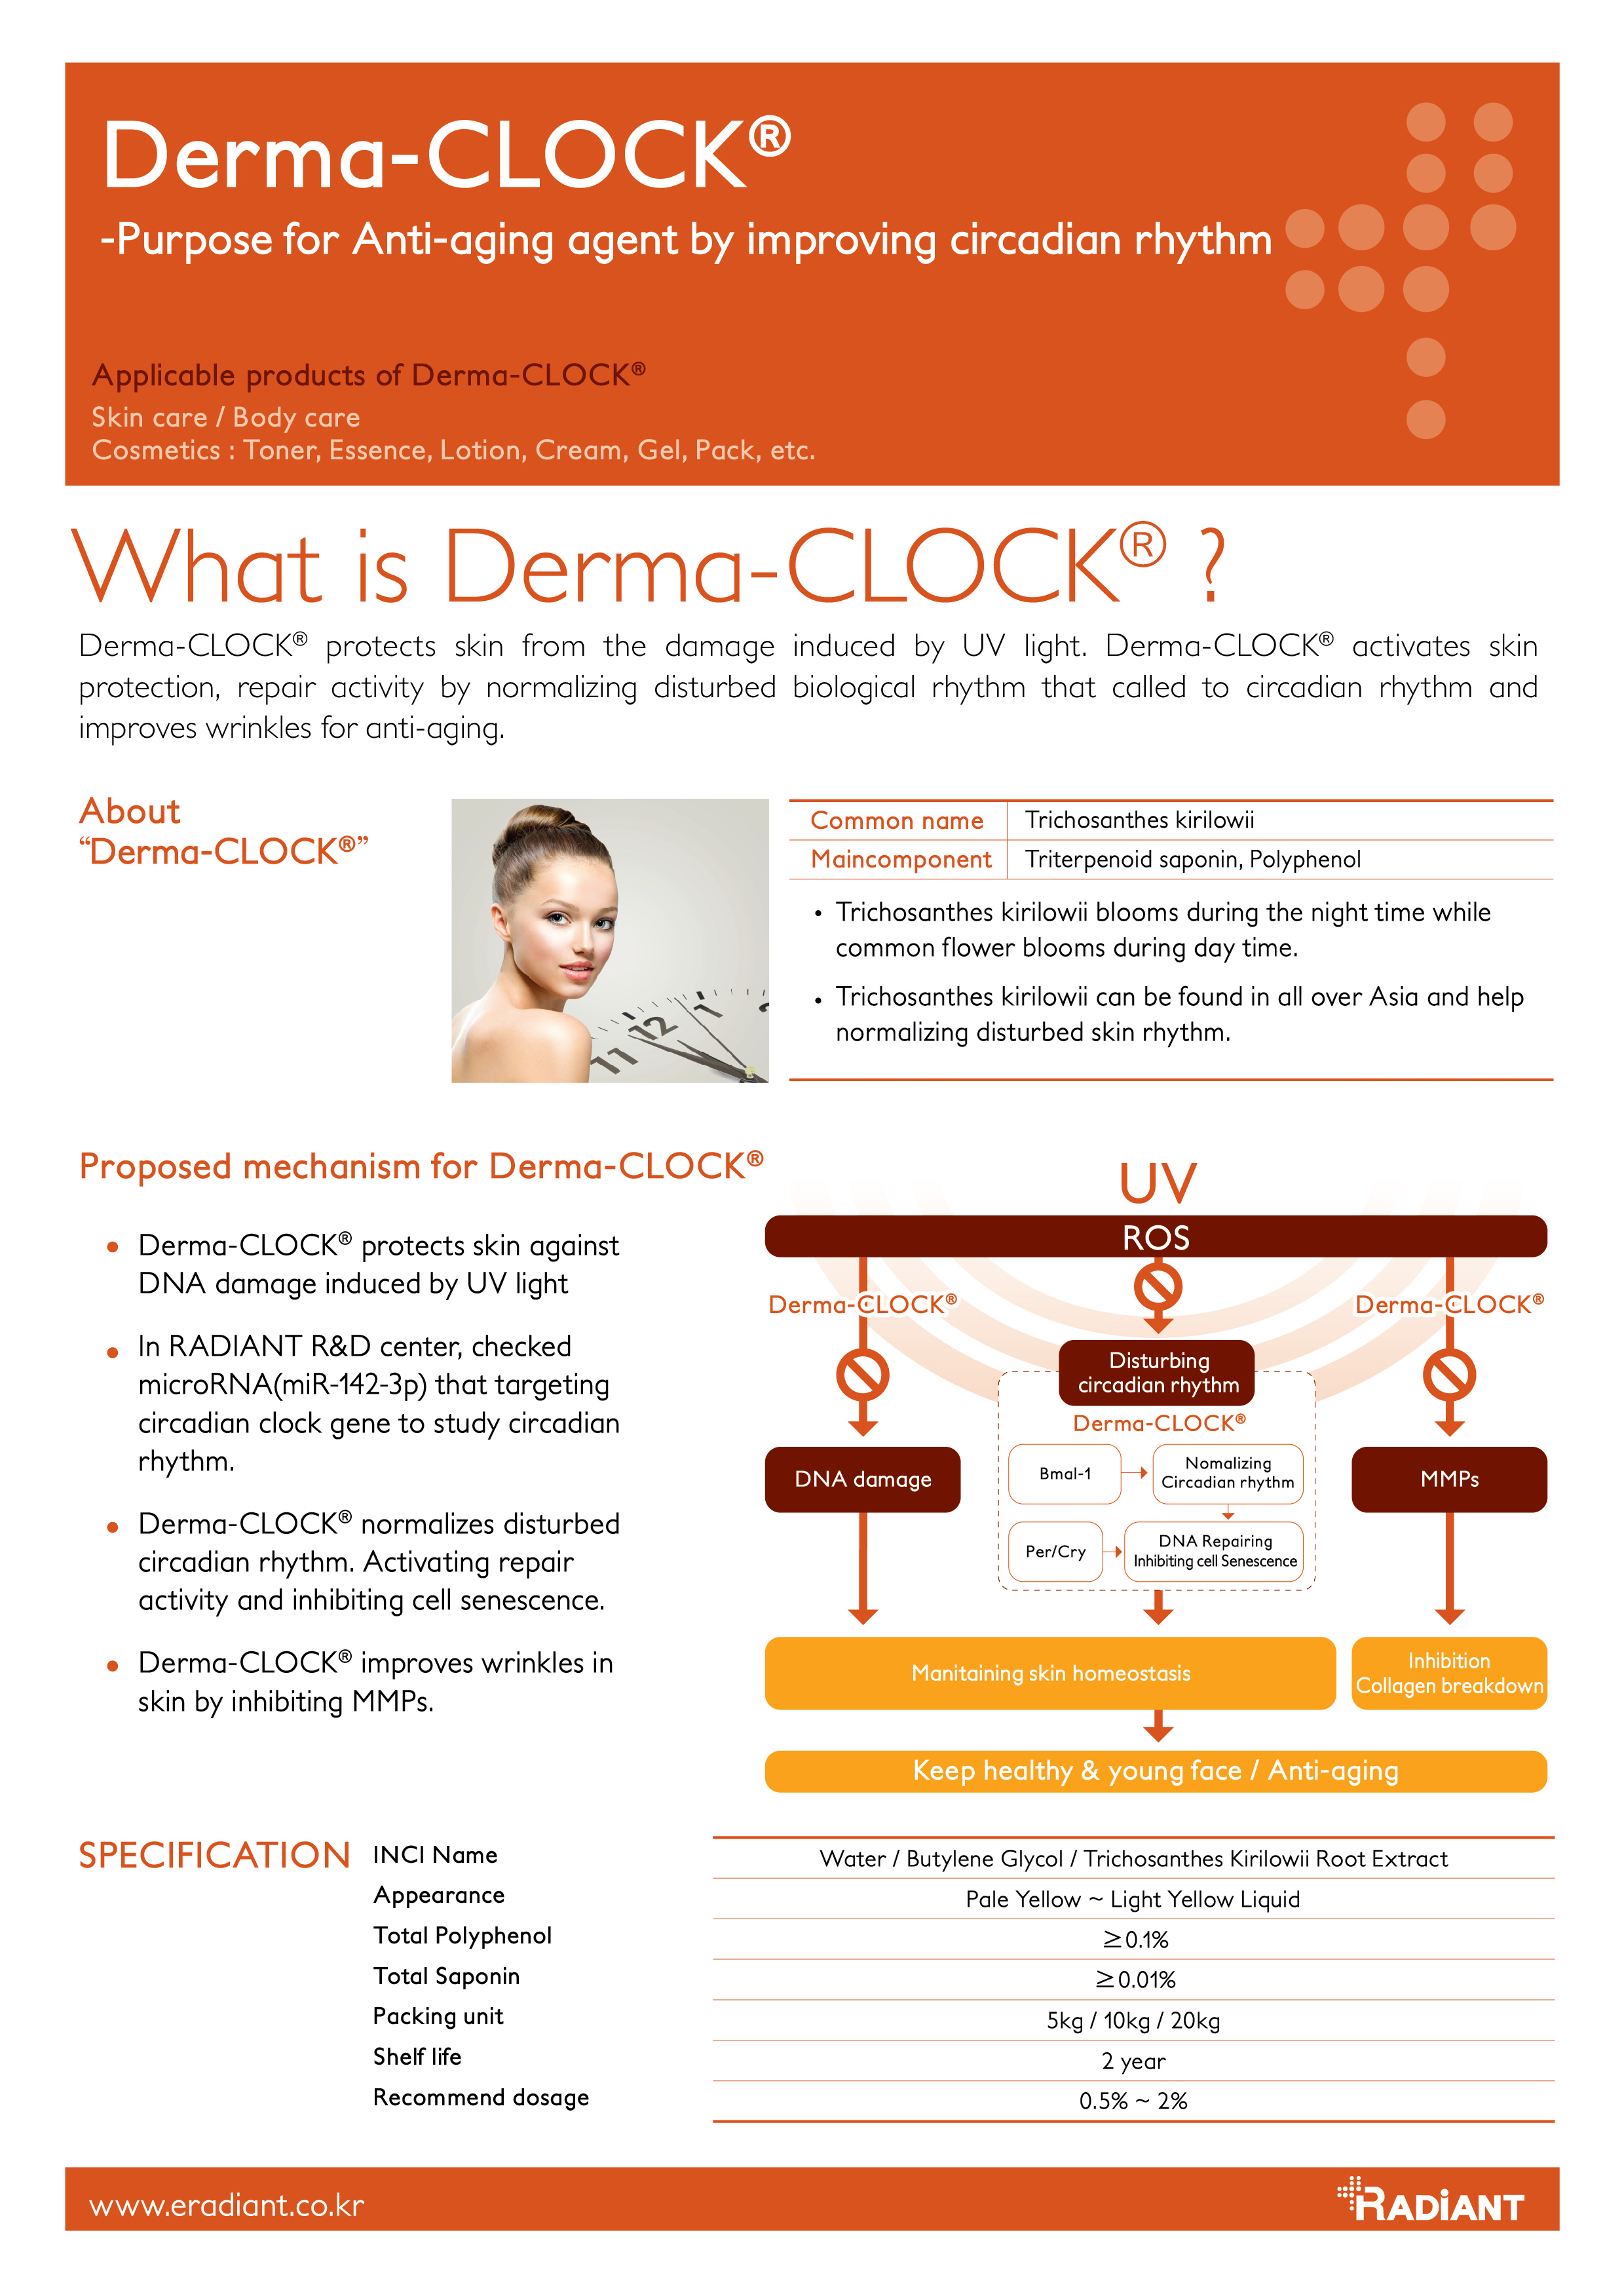 Derma-CLOCK®
-Purpose for Anti-aging agent by improving circadian rhythm
Applicable products of Derma-CLOCK®
Skin care / Body care
Cosmetics : Toner, Essence, Lotion, Cream, Gel, Pack, etc.
What is Derma-CLOCK® ?
Derma-CLOCK® protects skin from the damage induced by UV light. Derma-CLOCK® activates skin
protection, repair activity by normalizing disturbed biological rhythm that called to circadian rhythm and
improves wrinkles for anti-aging.
About
“Derma-CLOCK®”
11 12 1
Common name Trichosanthes kirilowii
Maincomponent Triterpenoid saponin, Polyphenol
• Trichosanthes kirilowii blooms during the night time while
common flower blooms during day time.
• Trichosanthes kirilowii can be found in all over Asia and help
normalizing disturbed skin rhythm.
Proposed mechanism for Derma-CLOCK®
• Derma-CLOCK® protects skin against
DNA damage induced by UV light
• In RADIANT R&D center, checked
microRNA(miR-142-3p) that targeting
circadian clock gene to study circadian
rhythm.
• Derma-CLOCK® normalizes disturbed
circadian rhythm. Activating repair
activity and inhibiting cell senescence.
• Derma-CLOCK® improves wrinkles in
skin by inhibiting MMPs.
UV
ROS
Derma-CLOCK® Derma-CLOCK®
Disturbing
circadian rhythm
Derma-CLOCK®
DNA damage
Bmal-1
Nomalizing
Circadian rhythm
MMPs
Per/Cry
DNA Repairing
Inhibiting cell Senescence
Manitaining skin homeostasis
Inhibition
Collagen breakdown
Keep healthy & young face / Anti-aging
SPECIFICATION
INCI Name Water / Butylene Glycol / Trichosanthes Kirilowii Root Extract
Appearance Pale Yellow ~ Light Yellow Liquid
Total Polyphenol ≥0.1%
Total Saponin ≥0.01%
Packing unit 5kg / 10kg / 20kg
Shelf life 2 year
Recommend dosage 0.5% ~ 2%
www.eradiant.co.kr
RADiANT